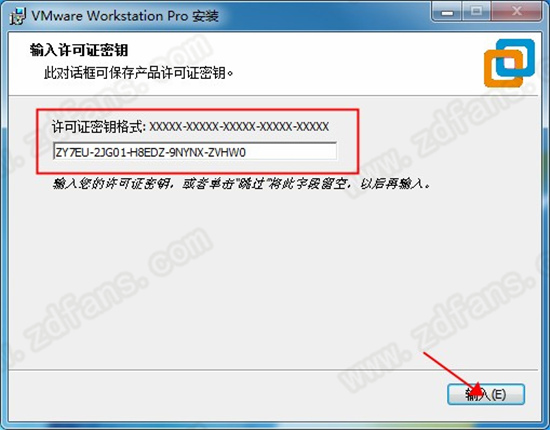 VMware Workstation Pro 安装
输入许可证密钥
此对话框可保存产品许可证密钥。
许可证密钥格式: XXXXX-XXXXX-XXXXX-XXXXX-XXXXX
ZY7EU-2JG01-H8EDZ-9NYNX-ZVHW0
输入您的许可证密钥，或者单击"跳过"将此字段留空，以后再输入。
输入(E)
www.zdfans.com